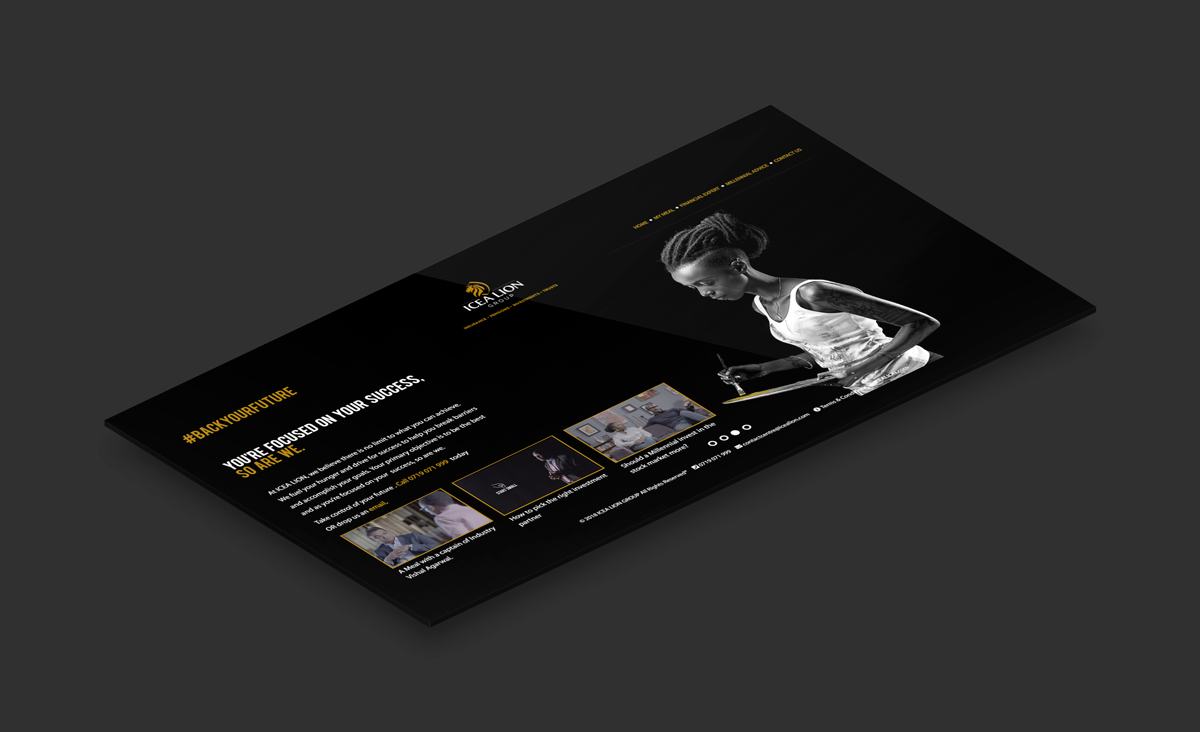 HOME • MY MEAL • FINANCIAL EXPERT • MILLENNIAL ADVICE • CONTACT US
ICEA LION
GROUP
INSURANCE • PENSIONS • INVESTMENTS • TRUSTS
#BACKYOURFUTURE
YOU'RE FOCUSED ON YOUR SUCCESS,
SO ARE WE.
At ICEA LION, we believe there is no limit to what you can achieve.
We fuel your hunger and drive for success to help you break barriers
and accomplish your goals. Your primary objective is to be the best
and as you're focused on your success, so are we.
Take control of your future . Call 0719 071 999 today
OR drop us an email.
A Meal with a captain of Industry
Vishal Agarwal.
How to pick the right investment
partner
Should a Millennial invest in the
stock market more?
© 2018 ICEA LION GROUP All Rights Reserved® 0719 071 999 contactcentre@icealion.com Terms &